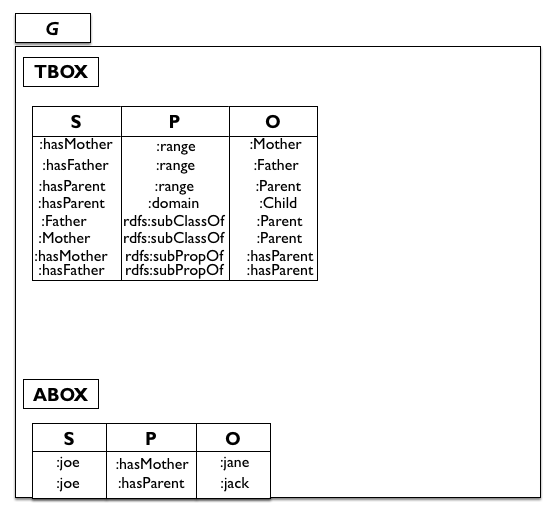 G
TBOX
S P O
:hasMother :range :Mother
:hasFather :range :Father
:hasParent :range :Parent
:hasParent :domain :Child
:Father rdfs:subClassOf :Parent
:Mother rdfs:subClassOf :Parent
:hasMother rdfs:subPropOf :hasParent
:hasFather rdfs:subPropOf :hasParent
ABOX
S P O
:joe :hasMother :jane
:joe :hasParent :jack